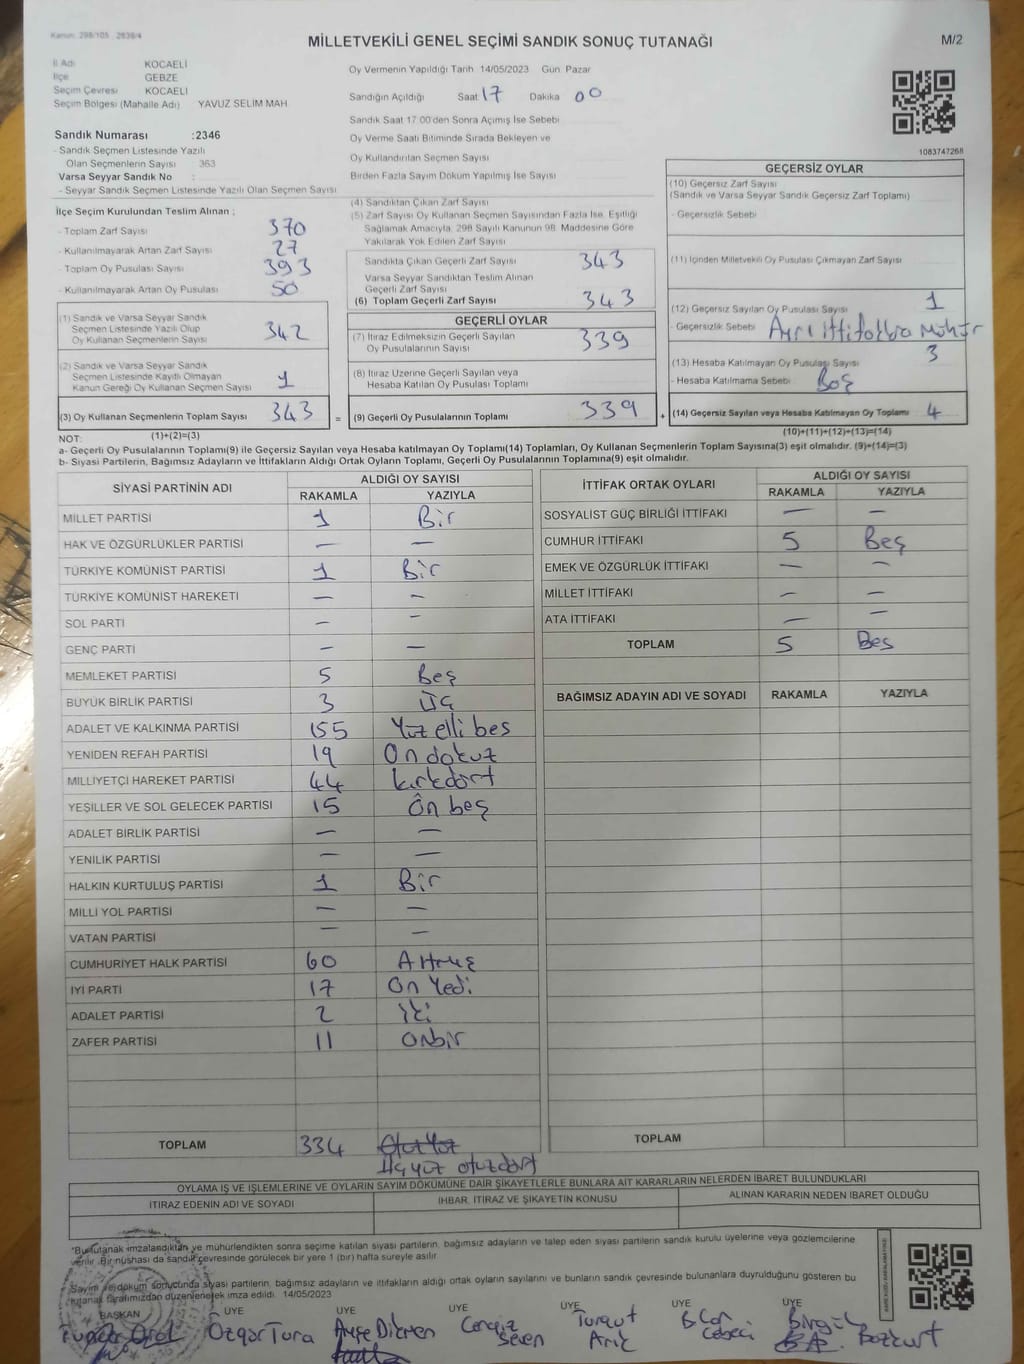 Kanun: 298/105 - 2839/4
MİLLETVEKİLİ GENEL SEÇİMİ SANDIK SONUÇ TUTANAĞI
M/2
İl Adı KOCAELİ
İlçe GEBZE
Seçim Çevresi KOCAELİ
Seçim Bölgesi (Mahalle Adı) YAVUZ SELİM MAH
Sandık Numarası :2346
- Sandık Seçmen Listesinde Yazılı
Olan Seçmenlerin Sayısı 363
Varsa Seyyar Sandık No :
- Seyyar Sandık Seçmen Listesinde Yazılı Olan Seçmen Sayısı
Oy Vermenin Yapıldığı Tarih 14/05/2023 Gün Pazar
Sandığın Açıldığı Saat 17 Dakika 00
Sandık Saat 17.00'den Sonra Açımış İse Sebebi
Oy Verme Saati Bitiminde Sırada Bekleyen ve
Oy Kullandırılan Seçmen Sayısı
Birden Fazla Sayım Döküm Yapılmış İse Sayısı
1083747268
İlçe Seçim Kurulundan Teslim Alınan ;
- Toplam Zarf Sayısı 370
- Kullanılmayarak Artan Zarf Sayısı 27
- Toplam Oy Pusulası Sayısı 393
- Kullanılmayarak Artan Oy Pusulası 50
(1) Sandık ve Varsa Seyyar Sandık
Seçmen Listesinde Yazılı Olup
Oy Kullanan Seçmenlerin Sayısı 342
(2) Sandık ve Varsa Seyyar Sandık
Seçmen Listesinde Kayıtlı Olmayan
Kanun Gereği Oy Kullanan Seçmen Sayısı 1
(3) Oy Kullanan Seçmenlerin Toplam Sayısı 343 =
(4) Sandıktan Çıkan Zarf Sayısı
(5) Zarf Sayısı Oy Kullanan Seçmen Sayısından Fazla İse, Eşitliği
Sağlamak Amacıyla, 298 Sayılı Kanunun 98. Maddesine Göre
Yakılarak Yok Edilen Zarf Sayısı
Sandıkta Çıkan Geçerli Zarf Sayısı 343
Varsa Seyyar Sandıktan Teslim Alınan
Geçerli Zarf Sayısı
(6) Toplam Geçerli Zarf Sayısı 343
GEÇERLİ OYLAR
(7) İtiraz Edilmeksizin Geçerli Sayılan
Oy Pusulalarının Sayısı 339
(8) İtiraz Üzerine Geçerli Sayılan veya
Hesaba Katılan Oy Pusulası Toplamı
(9) Geçerli Oy Pusulalarının Toplamı 339 +
GEÇERSİZ OYLAR
(10) Geçersiz Zarf Sayısı
(Sandık ve Varsa Seyyar Sandık Geçersiz Zarf Toplamı)
- Geçersizlik Sebebi
(11) İçinden Milletvekili Oy Pusulası Çıkmayan Zarf Sayısı
(12) Geçersiz Sayılan Oy Pusulası Sayısı 1
- Geçersizlik Sebebi Ayrı ittifaklara Mühür
(13) Hesaba Katılmayan Oy Pusulası Sayısı 3
- Hesaba Katılmama Sebebi Boş
(14) Geçersiz Sayılan veya Hesaba Katılmayan Oy Toplamı 4
(10)+(11)+(12)+(13)=(14)
NOT: (1)+(2)=(3)
a- Geçerli Oy Pusulalarının Toplamı(9) ile Geçersiz Sayılan veya Hesaba katılmayan Oy Toplamı(14) Toplamları, Oy Kullanan Seçmenlerin Toplam Sayısına(3) eşit olmalıdır. (9)+(14)=(3)
b- Siyasi Partilerin, Bağımsız Adayların ve İttifakların Aldığı Ortak Oyların Toplamı, Geçerli Oy Pusulalarının Toplamına(9) eşit olmalıdır.
SİYASİ PARTİNİN ADI ALDIĞI OY SAYISI
RAKAMLA YAZIYLA
MİLLET PARTİSİ 1 Bir
HAK VE ÖZGÜRLÜKLER PARTİSİ — —
TÜRKİYE KOMÜNİST PARTİSİ 1 Bir
TÜRKİYE KOMÜNİST HAREKETİ — —
SOL PARTİ — —
GENÇ PARTİ — —
MEMLEKET PARTİSİ 5 Beş
BÜYÜK BİRLİK PARTİSİ 3 Üç
ADALET VE KALKINMA PARTİSİ 155 Yüz elli beş
YENİDEN REFAH PARTİSİ 19 On dokuz
MİLLİYETÇİ HAREKET PARTİSİ 44 kırkdört
YEŞİLLER VE SOL GELECEK PARTİSİ 15 Ön beş
ADALET BİRLİK PARTİSİ — —
YENİLİK PARTİSİ — —
HALKIN KURTULUŞ PARTİSİ 1 Bir
MİLLİ YOL PARTİSİ — —
VATAN PARTİSİ — —
CUMHURİYET HALK PARTİSİ 60 Altmış
İYİ PARTİ 17 On Yedi
ADALET PARTİSİ 2 iki
ZAFER PARTİSİ 11 onbir
TOPLAM 334
Üç yüz otuzdört
İTTİFAK ORTAK OYLARI ALDIĞI OY SAYISI
RAKAMLA YAZIYLA
SOSYALİST GÜÇ BİRLİĞİ İTTİFAKI — —
CUMHUR İTTİFAKI 5 Beş
EMEK VE ÖZGÜRLÜK İTTİFAKI — —
MİLLET İTTİFAKI — —
ATA İTTİFAKI — —
TOPLAM 5 Bes
BAĞIMSIZ ADAYIN ADI VE SOYADI RAKAMLA YAZIYLA
TOPLAM
OYLAMA İŞ VE İŞLEMLERİNE VE OYLARIN SAYIM DÖKÜMÜNE DAİR ŞİKAYETLERLE BUNLARA AİT KARARLARIN NELERDEN İBARET BULUNDUKLARI
İTİRAZ EDENİN ADI VE SOYADI İHBAR, İTİRAZ VE ŞİKAYETİN KONUSU ALINAN KARARIN NEDEN İBARET OLDUĞU
*Bu tutanak imzalandıktan ve mühürlendikten sonra seçime katılan siyasi partilerin, bağımsız adayların ve talep eden siyasi partilerin sandık kurulu üyelerine veya gözlemcilerine
verilir. Bir nüshası da sandık çevresinde görülecek bir yere 1 (bir) hafta süreyle asılır.
Sayım ve döküm sonucunda siyasi partilerin, bağımsız adayların ve ittifakların aldığı ortak oyların sayılarını ve bunların sandık çevresinde bulunanlara duyrulduğunu gösteren bu
tutanak tarafımızdan düzenlenerek imza edildi. 14/05/2023
BAŞKAN ÜYE ÜYE ÜYE ÜYE ÜYE ÜYE
Özgür Tura Ayşe Dikmen Cengiz Seven Turgut Arık Cebeci Birgül Bozkurt